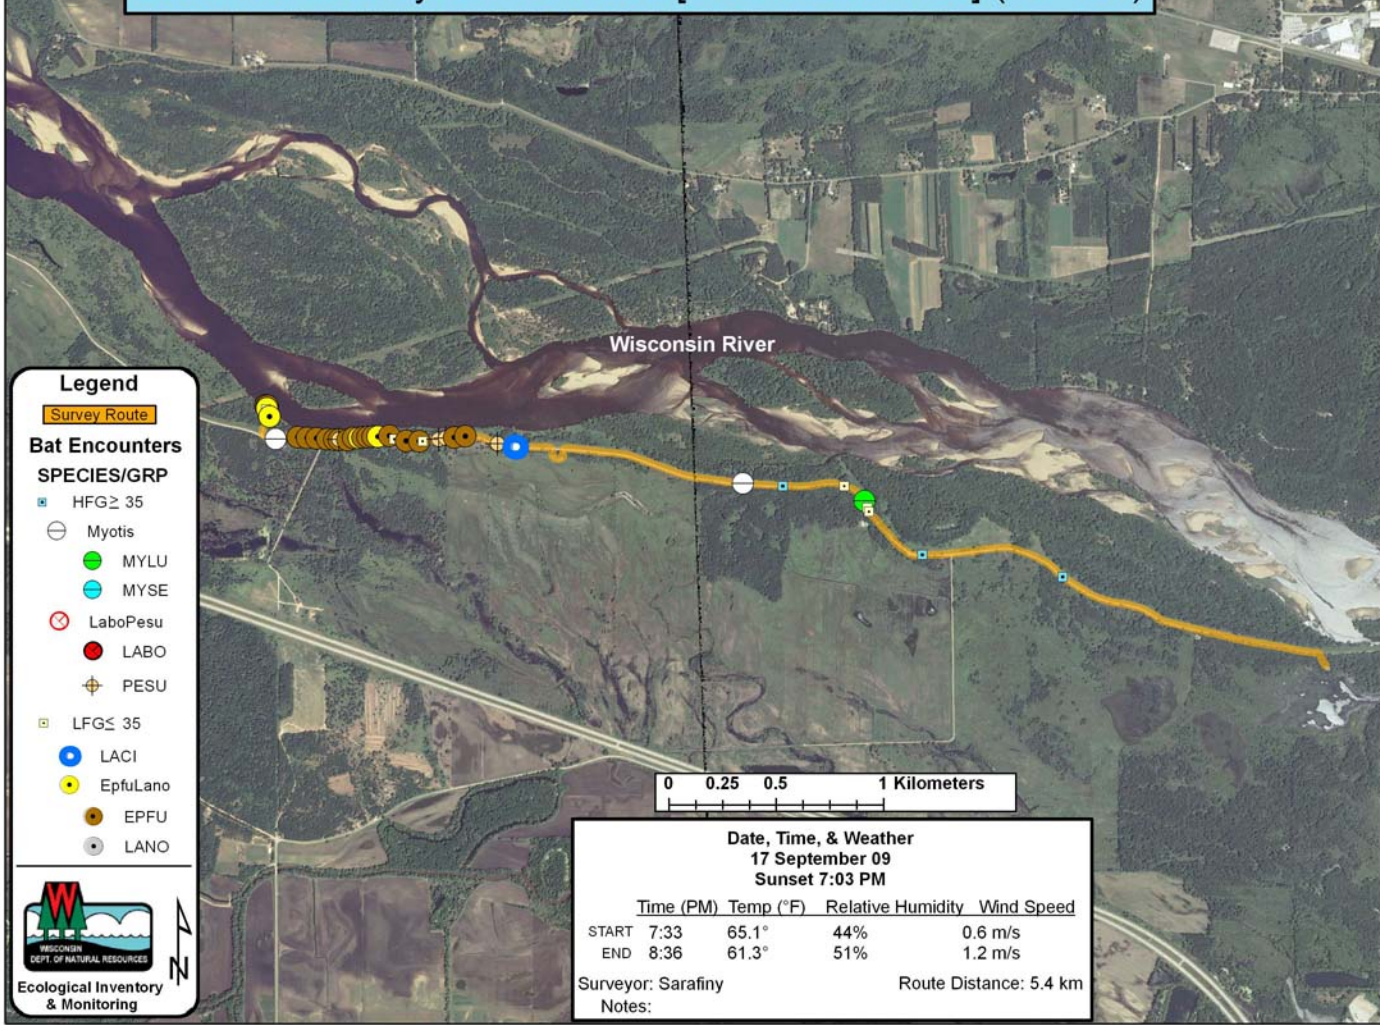 Wisconsin River
Legend
Survey Route
Bat Encounters
SPECIES/GRP
HFG≥ 35
Myotis
MYLU
MYSE
LaboPesu
LABO
PESU
LFG≤ 35
LACI
EpfuLano
EPFU
LANO
W
WISCONSIN
DEPT. OF NATURAL RESOURCES
N
Ecological Inventory
& Monitoring
0 0.25 0.5 1 Kilometers
Date, Time, & Weather
17 September 09
Sunset 7:03 PM
Time (PM) Temp (°F) Relative Humidity Wind Speed
START 7:33 65.1° 44% 0.6 m/s
END 8:36 61.3° 51% 1.2 m/s
Surveyor: Sarafiny Route Distance: 5.4 km
Notes: